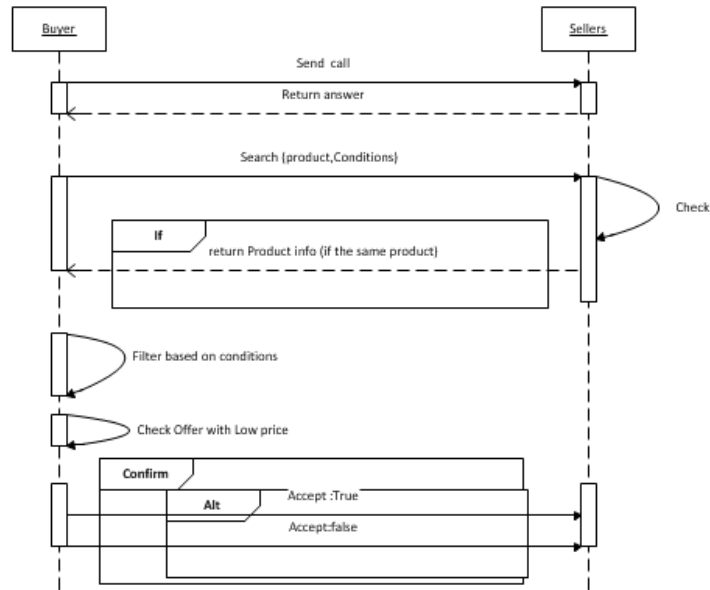 Buyer
Sellers
Send call
Return answer
Search (product,Conditions)
Check
If
return Product info (if the same product)
Filter based on conditions
Check Offer with Low price
Confirm
Alt
Accept :True
Accept:false